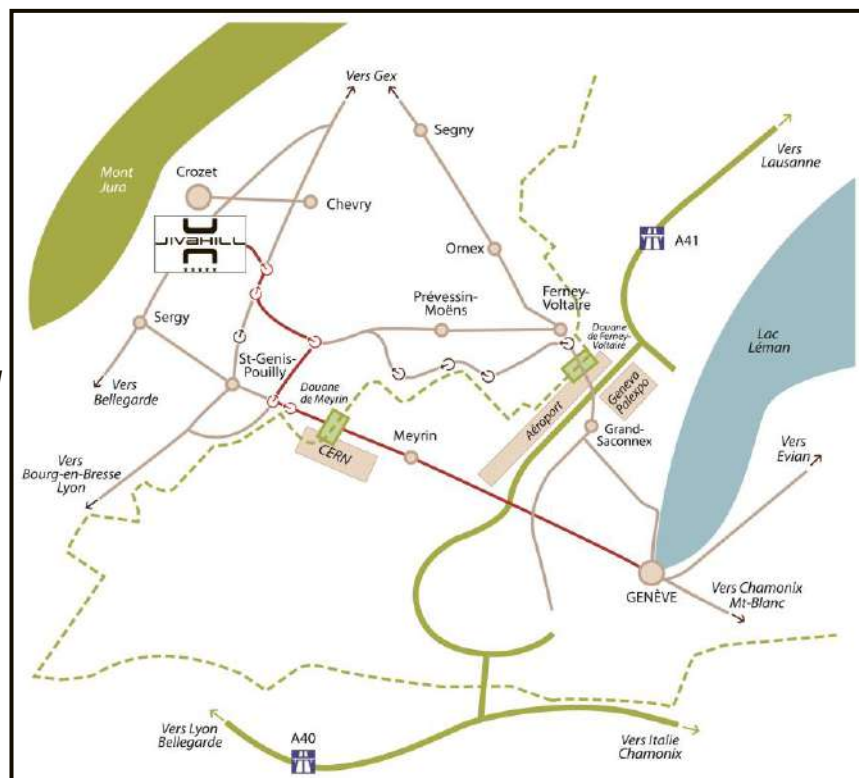 Vers Gex
Segny
Vers
Lausanne
Mont
Jura
Crozet
Chevry
JIVAHILL
A41
Ornex
Prévessin-
Moëns
Ferney-
Voltaire
Douane
de Ferney-
Voltaire
Lac
Léman
Sergy
St-Genis-
Pouilly
Douane
de Meyrin
Vers
Bellegarde
Aéroport
Geneva
Palexpo
Grand-
Saconnex
Meyrin
CERN
Vers
Evian
Vers
Bourg-en-Bresse
Lyon
GENÈVE
Vers Chamonix
Mt-Blanc
Vers Lyon
Bellegarde
A40
Vers Italie
Chamonix